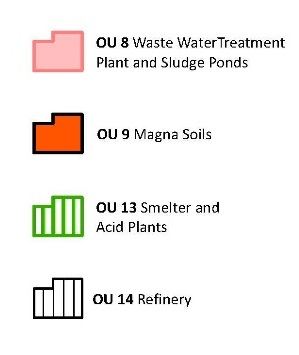 OU 8 Waste WaterTreatment
Plant and Sludge Ponds
OU 9 Magna Soils
OU 13 Smelter and
Acid Plants
OU 14 Refinery